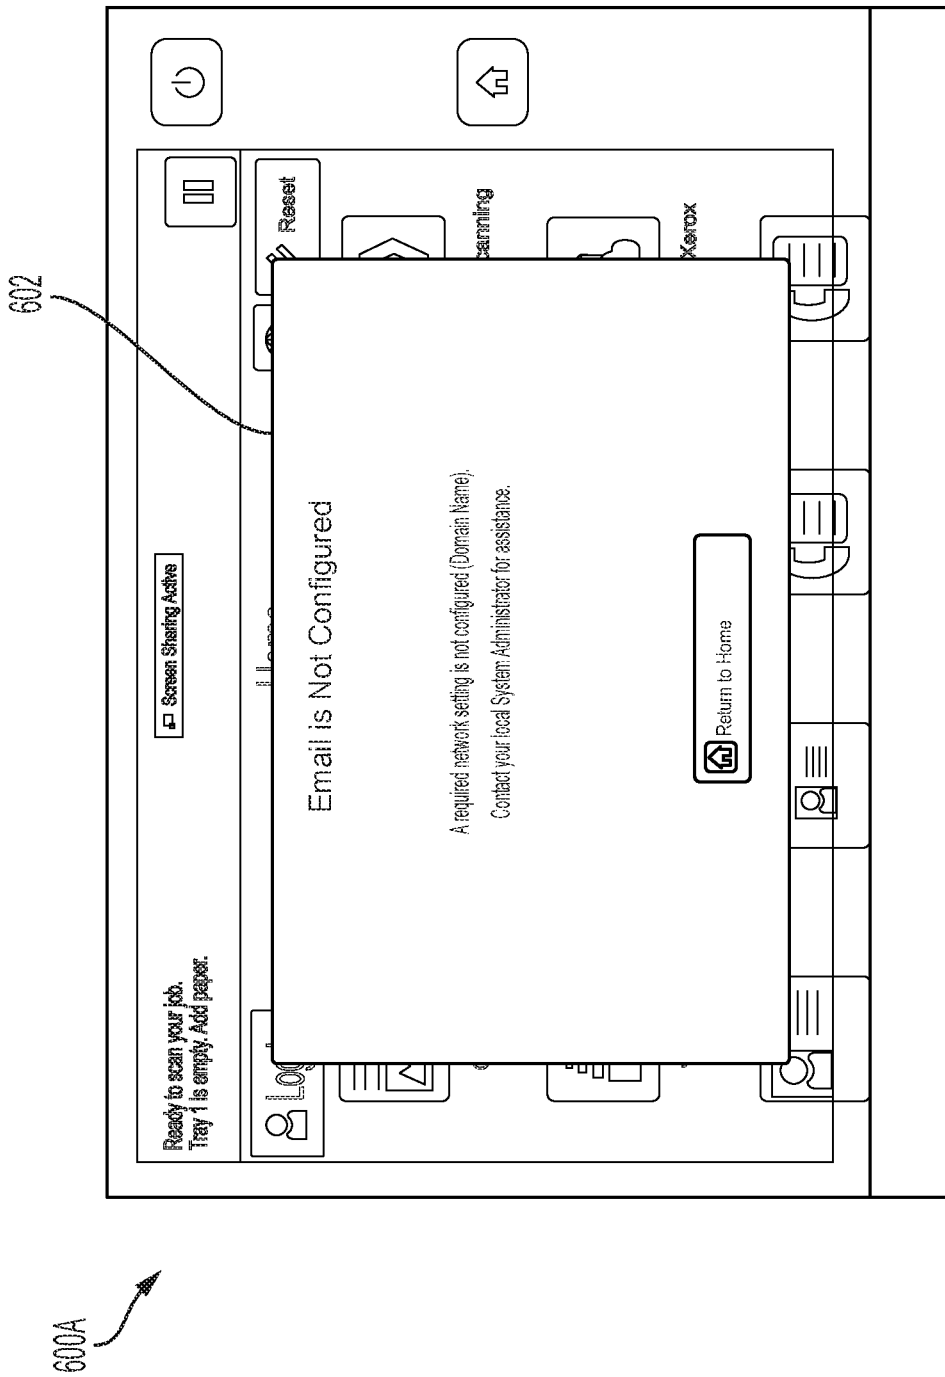 600A
602
Ready to scan your job.
Tray 1 is empty. Add paper.
Screen Sharing Active
Reset
Email is Not Configured
A required network setting is not configured (Domain Name).
Contact your local System Administrator for assistance.
Return to Home
canning
Xerox